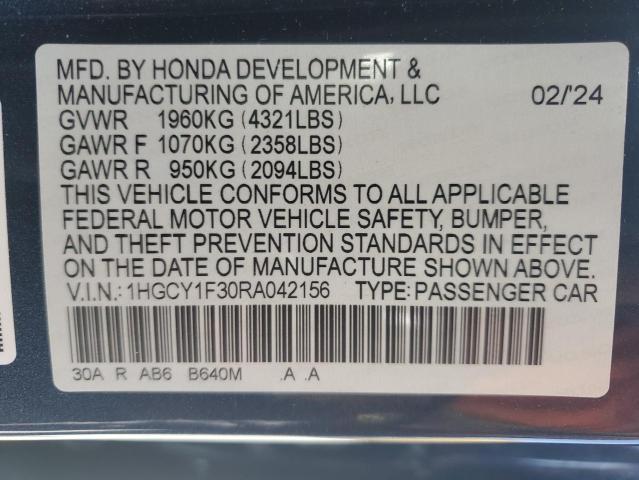 MFD. BY HONDA DEVELOPMENT &
MANUFACTURING OF AMERICA, LLC 02/'24
GVWR 1960KG (4321LBS)
GAWR F 1070KG (2358LBS)
GAWR R 950KG (2094LBS)
THIS VEHICLE CONFORMS TO ALL APPLICABLE
FEDERAL MOTOR VEHICLE SAFETY, BUMPER,
AND THEFT PREVENTION STANDARDS IN EFFECT
ON THE DATE OF MANUFACTURE SHOWN ABOVE.
V.I.N.: 1HGCY1F30RA042156 TYPE: PASSENGER CAR
30A R AB6 B640M .A .A